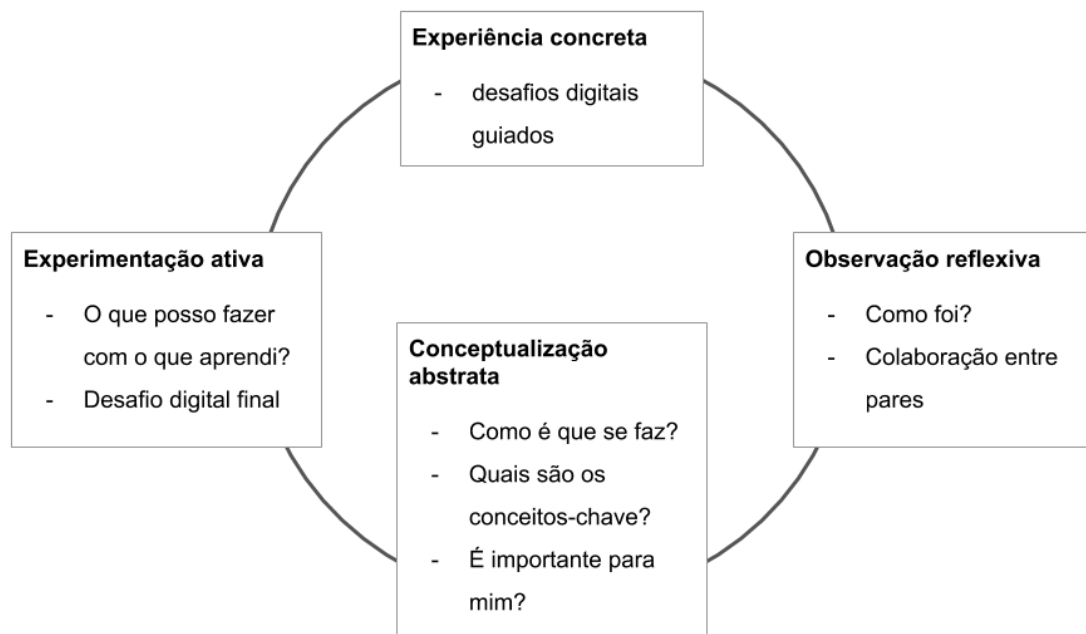 Experiência concreta
- desafios digitais
guiados
Experimentação ativa
- O que posso fazer
com o que aprendi?
- Desafio digital final
Conceptualização
abstrata
- Como é que se faz?
- Quais são os
conceitos-chave?
- É importante para
mim?
Observação reflexiva
- Como foi?
- Colaboração entre
pares